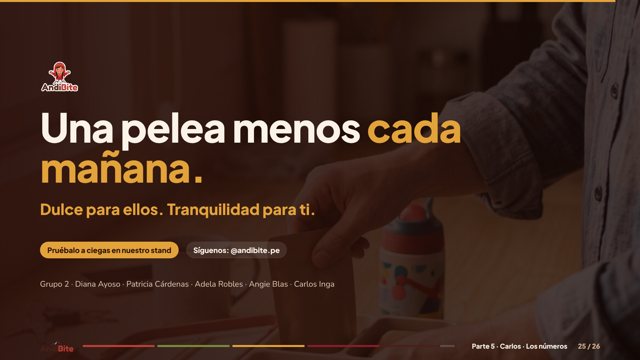 AndiBite
Una pelea menos cada
mañana.
Dulce para ellos. Tranquilidad para ti.
Pruébalo a ciegas en nuestro stand
Síguenos: @andibite.pe
Grupo 2 · Diana Ayoso · Patricia Cárdenas · Adela Robles · Angie Blas · Carlos Inga
AndiBite
Parte 5 · Carlos · Los números
25 / 26